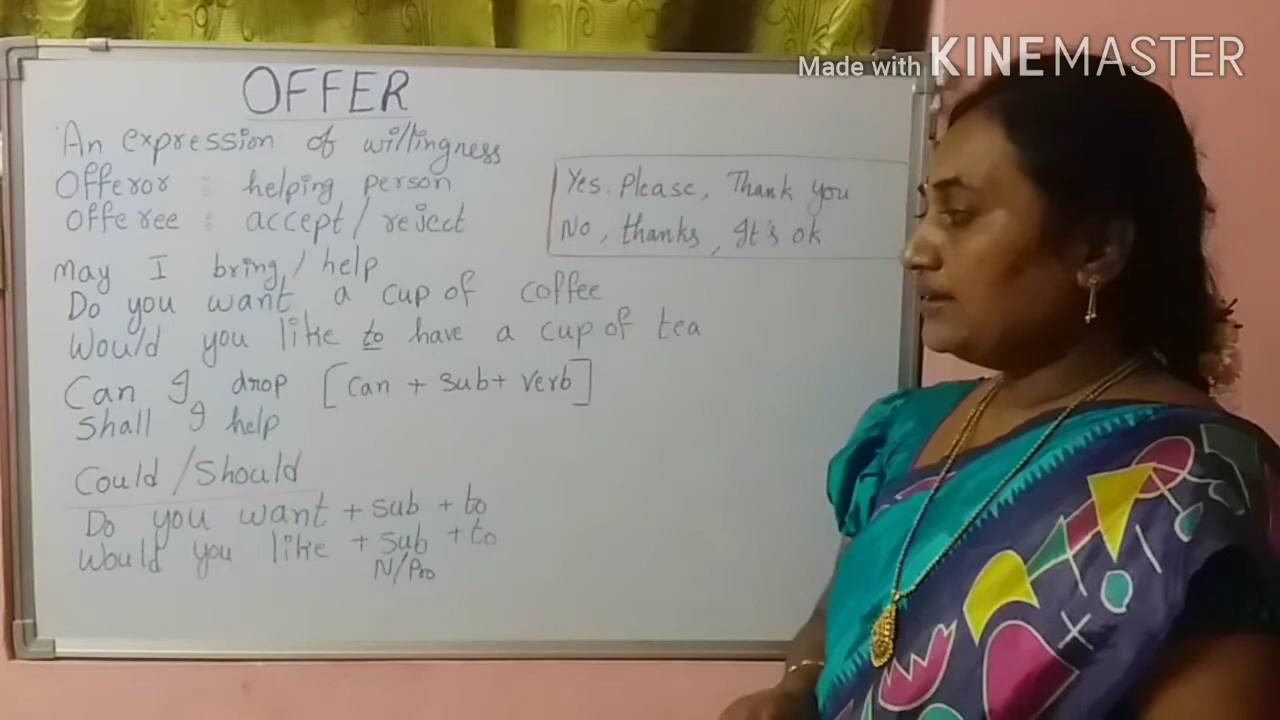 Made with KINEMASTER
OFFER
An expression of willingness
Offeror : helping person
Offeree : accept / reject
Yes. Please, Thank you
No, thanks, It's ok
May I bring / help
Do you want a cup of coffee
Would you like to have a cup of tea
Can I drop [can + sub + verb]
Shall I help
Could / Should
Do you want + sub + to
Would you like + sub + to
N/Pro